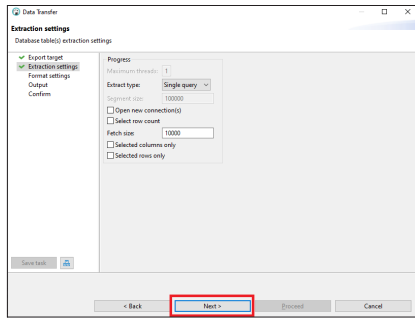 Data Transfer
Extraction settings
Database table(s) extraction settings
Export target
Extraction settings
Format settings
Output
Confirm
Progress
Maximum threads: 1
Extract type: Single query
Segment size: 100000
Open new connection(s)
Select row count
Fetch size: 10000
Selected columns only
Selected rows only
Save task
< Back Next > Proceed Cancel